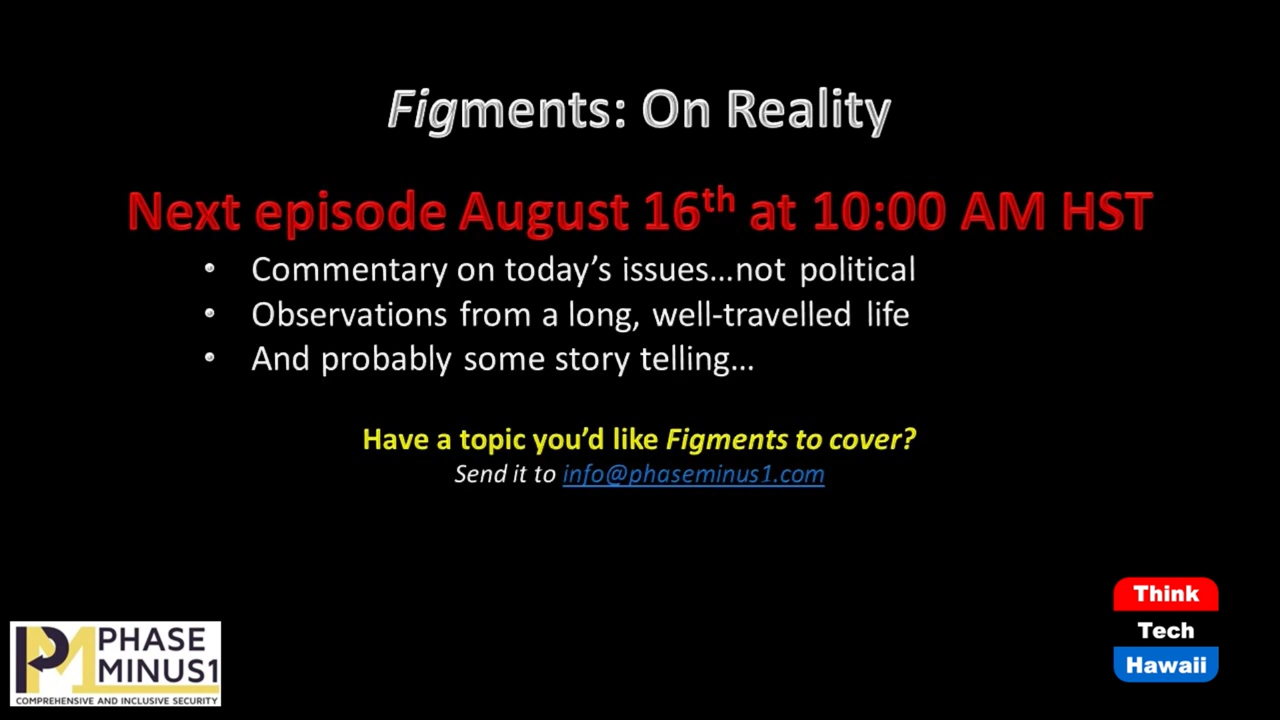 Figments: On Reality
Next episode August 16th at 10:00 AM HST
• Commentary on today’s issues…not political
• Observations from a long, well-travelled life
• And probably some story telling…
Have a topic you’d like Figments to cover?
Send it to info@phaseminus1.com
PHASE
MINUS1
COMPREHENSIVE AND INCLUSIVE SECURITY
Think
Tech
Hawaii